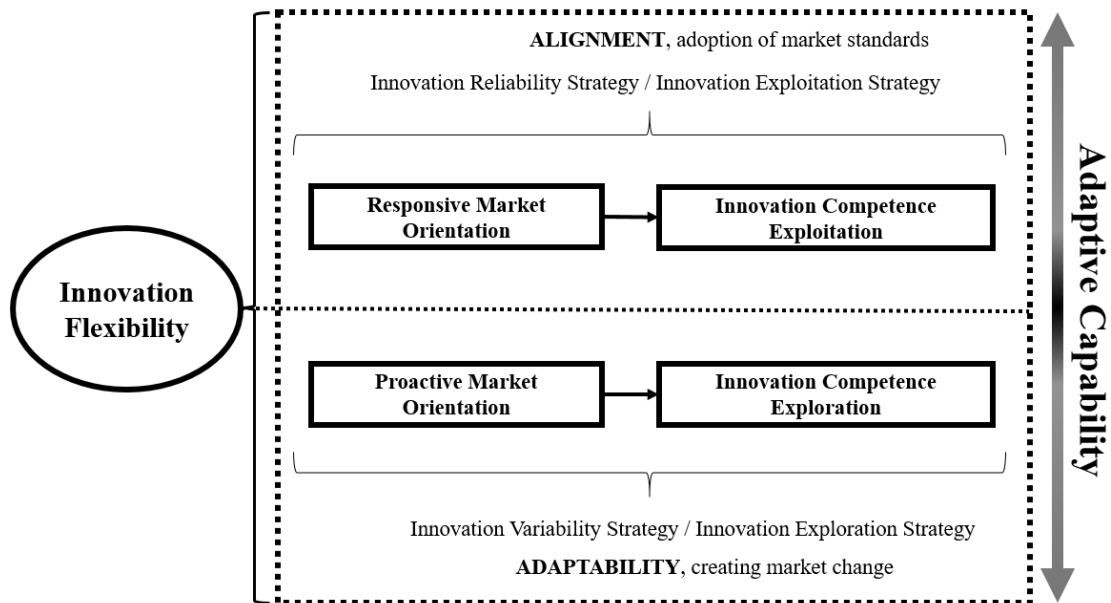 ALIGNMENT, adoption of market standards
Innovation Reliability Strategy / Innovation Exploitation Strategy
Responsive Market
Orientation
Innovation Competence
Exploitation
Innovation
Flexibility
Proactive Market
Orientation
Innovation Competence
Exploration
Innovation Variability Strategy / Innovation Exploration Strategy
ADAPTABILITY, creating market change
Adaptive Capability